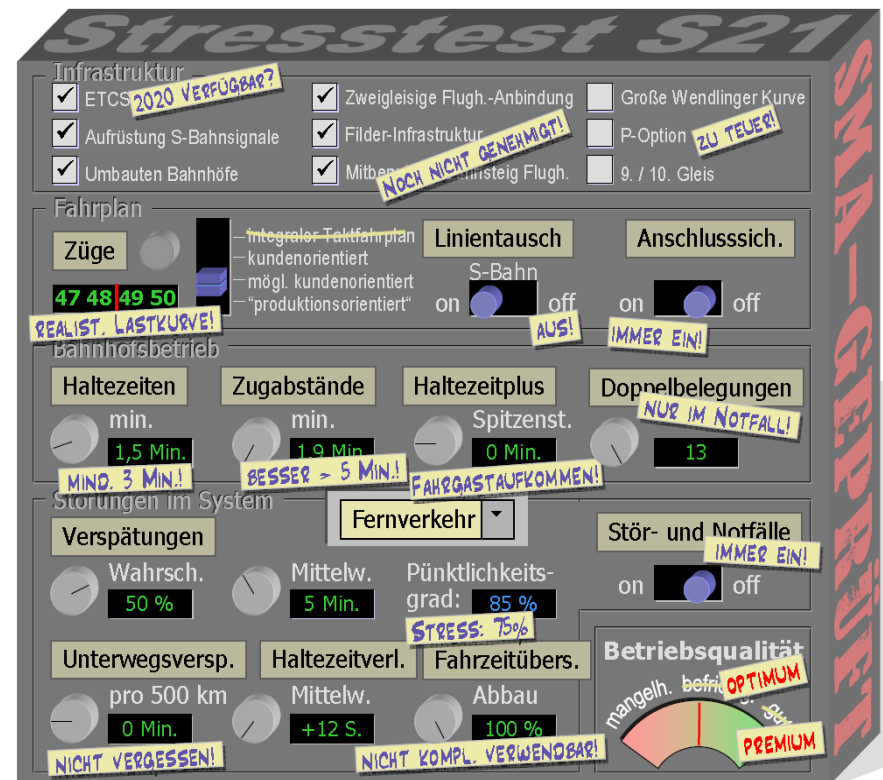 Stresstest S21
SMA-GEPRÜFT
Infrastruktur
ETCS
2020 VERFÜGBAR?
Zweigleisige Flugh.-Anbindung
Große Wendlinger Kurve
Aufrüstung S-Bahnsignale
Filder-Infrastruktur
P-Option
ZU TEUER!
Umbauten Bahnhöfe
NOCH NICHT GENEHMIGT!
Flugh.
9. / 10. Gleis
Fahrplan
Züge
47 48 49 50
REALIST. LASTKURVE!
integraler Taktfahrplan
kundenorientiert
mögl. kundenorientiert
"produktionsorientiert"
Linientausch
S-Bahn
on off
AUS!
Anschlusssich.
on off
IMMER EIN!
Bahnhofsbetrieb
Haltezeiten
min.
1,5 Min.
MIND. 3 MIN.!
Zugabstände
min.
1,9 Min.
BESSER > 5 MIN.!
Haltezeitplus
Spitzenst.
0 Min.
FAHRGASTAUFKOMMEN!
Doppelbelegungen
NUR IM NOTFALL!
13
Störungen im System
Fernverkehr
Verspätungen
Wahrsch.
50 %
Mittelw.
5 Min.
Pünktlichkeits-
grad: 85 %
STRESS: 75%
Stör- und Notfälle
IMMER EIN!
on off
Unterwegsversp.
pro 500 km
0 Min.
NICHT VERGESSEN!
Haltezeitverl.
Mittelw.
+12 S.
Fahrzeitübers.
Abbau
100 %
NICHT KOMPL. VERWENDBAR!
Betriebsqualität
mangelh.
OPTIMUM
PREMIUM